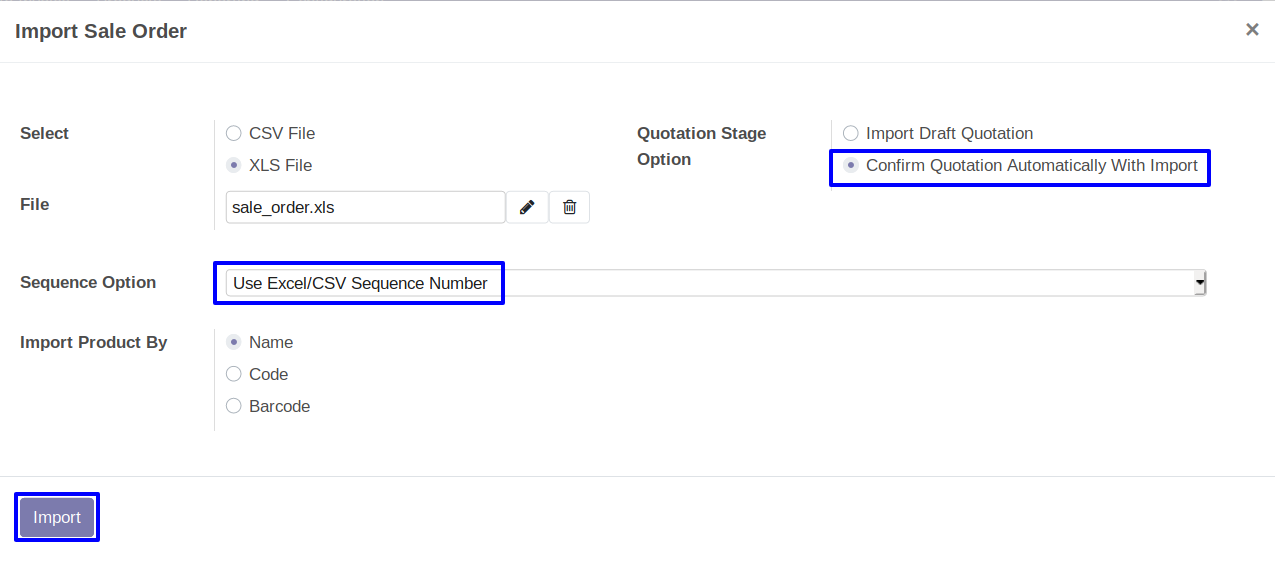 Import Sale Order
×
Select
CSV File
XLS File
Quotation Stage
Option
Import Draft Quotation
Confirm Quotation Automatically With Import
File
sale_order.xls
Sequence Option
Use Excel/CSV Sequence Number
Import Product By
Name
Code
Barcode
Import